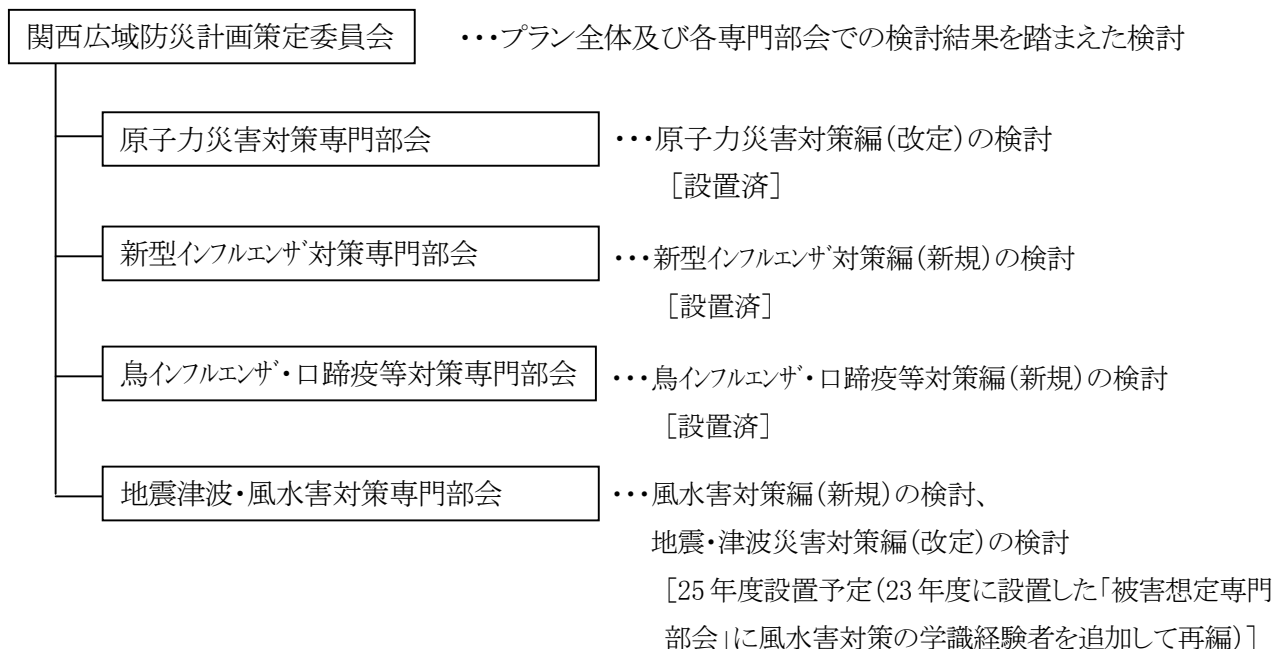 関西広域防災計画策定委員会 ・・・プラン全体及び各専門部会での検討結果を踏まえた検討
原子力災害対策専門部会 ・・・原子力災害対策編(改定)の検討
[設置済]
新型インフルエンザ対策専門部会 ・・・新型インフルエンザ対策編(新規)の検討
[設置済]
鳥インフルエンザ・口蹄疫等対策専門部会 ・・・鳥インフルエンザ・口蹄疫等対策編(新規)の検討
[設置済]
地震津波・風水害対策専門部会 ・・・風水害対策編(新規)の検討、
地震・津波災害対策編(改定)の検討
[25年度設置予定(23年度に設置した「被害想定専門
部会」に風水害対策の学識経験者を追加して再編)]